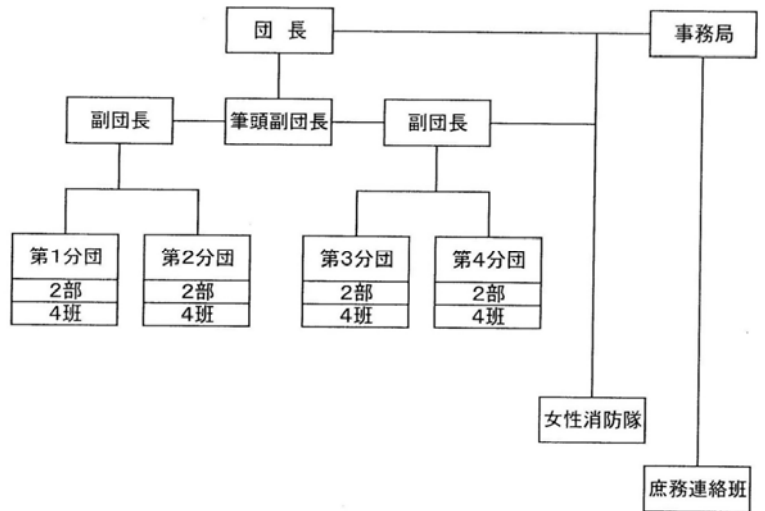 団 長
事務局
副団長
筆頭副団長
副団長
第1分団
2部
4班
第2分団
2部
4班
第3分団
2部
4班
第4分団
2部
4班
女性消防隊
庶務連絡班